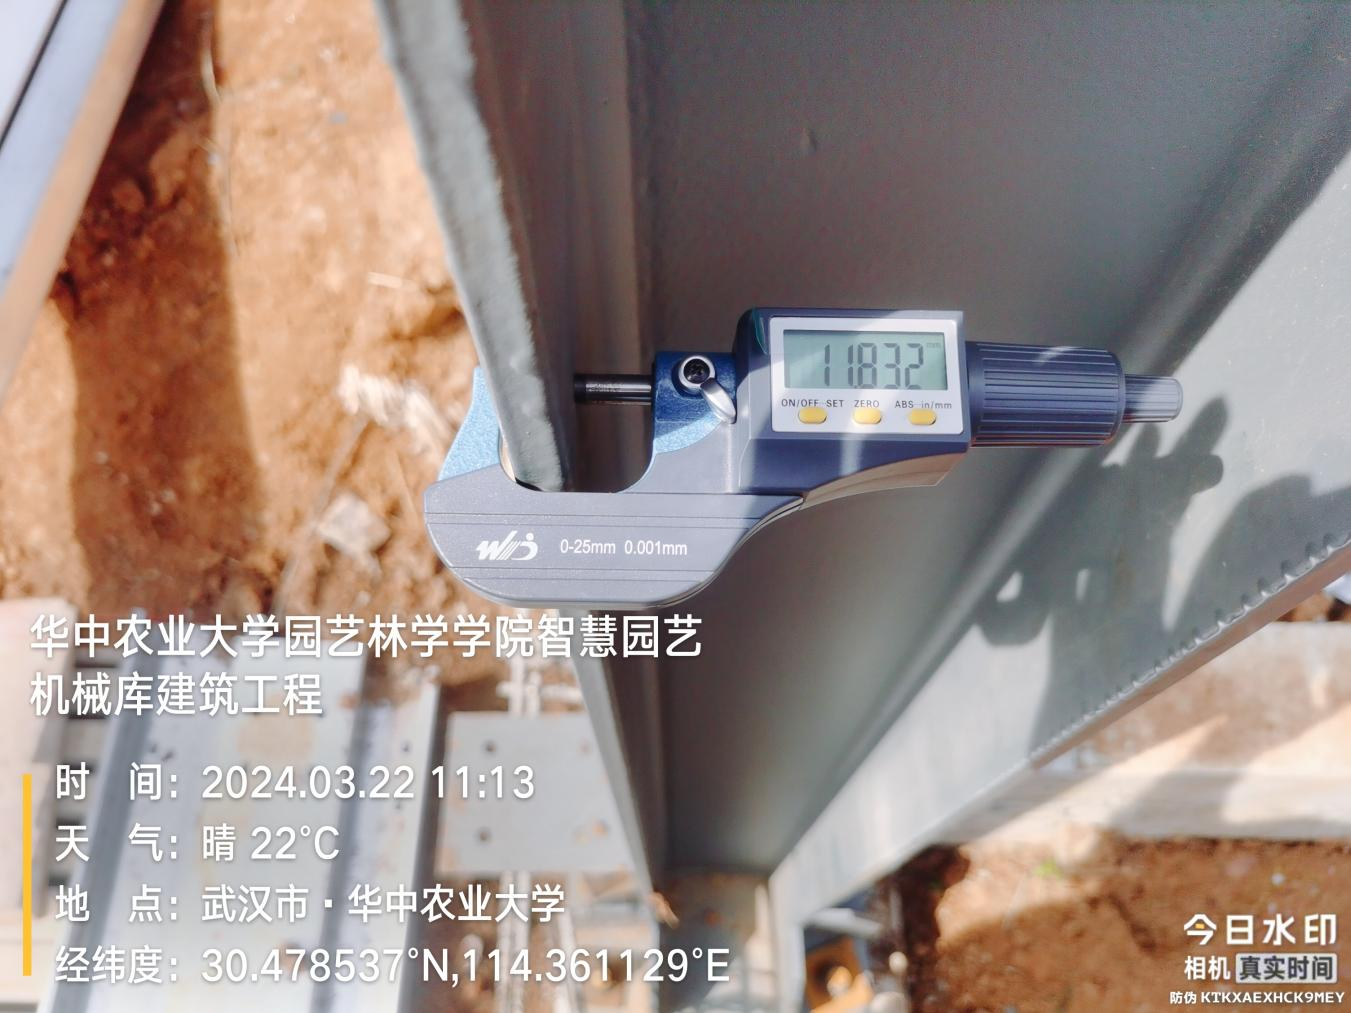 11.832 mm
ON/OFF SET ZERO ABS in/mm
0-25mm 0.001mm
华中农业大学园艺林学学院智慧园艺
机械库建筑工程
时 间：2024.03.22 11:13
天 气：晴 22°C
地 点：武汉市·华中农业大学
经纬度：30.478537°N,114.361129°E
今日水印
相机 真实时间
防伪 KTKXAEXHCK9MEY